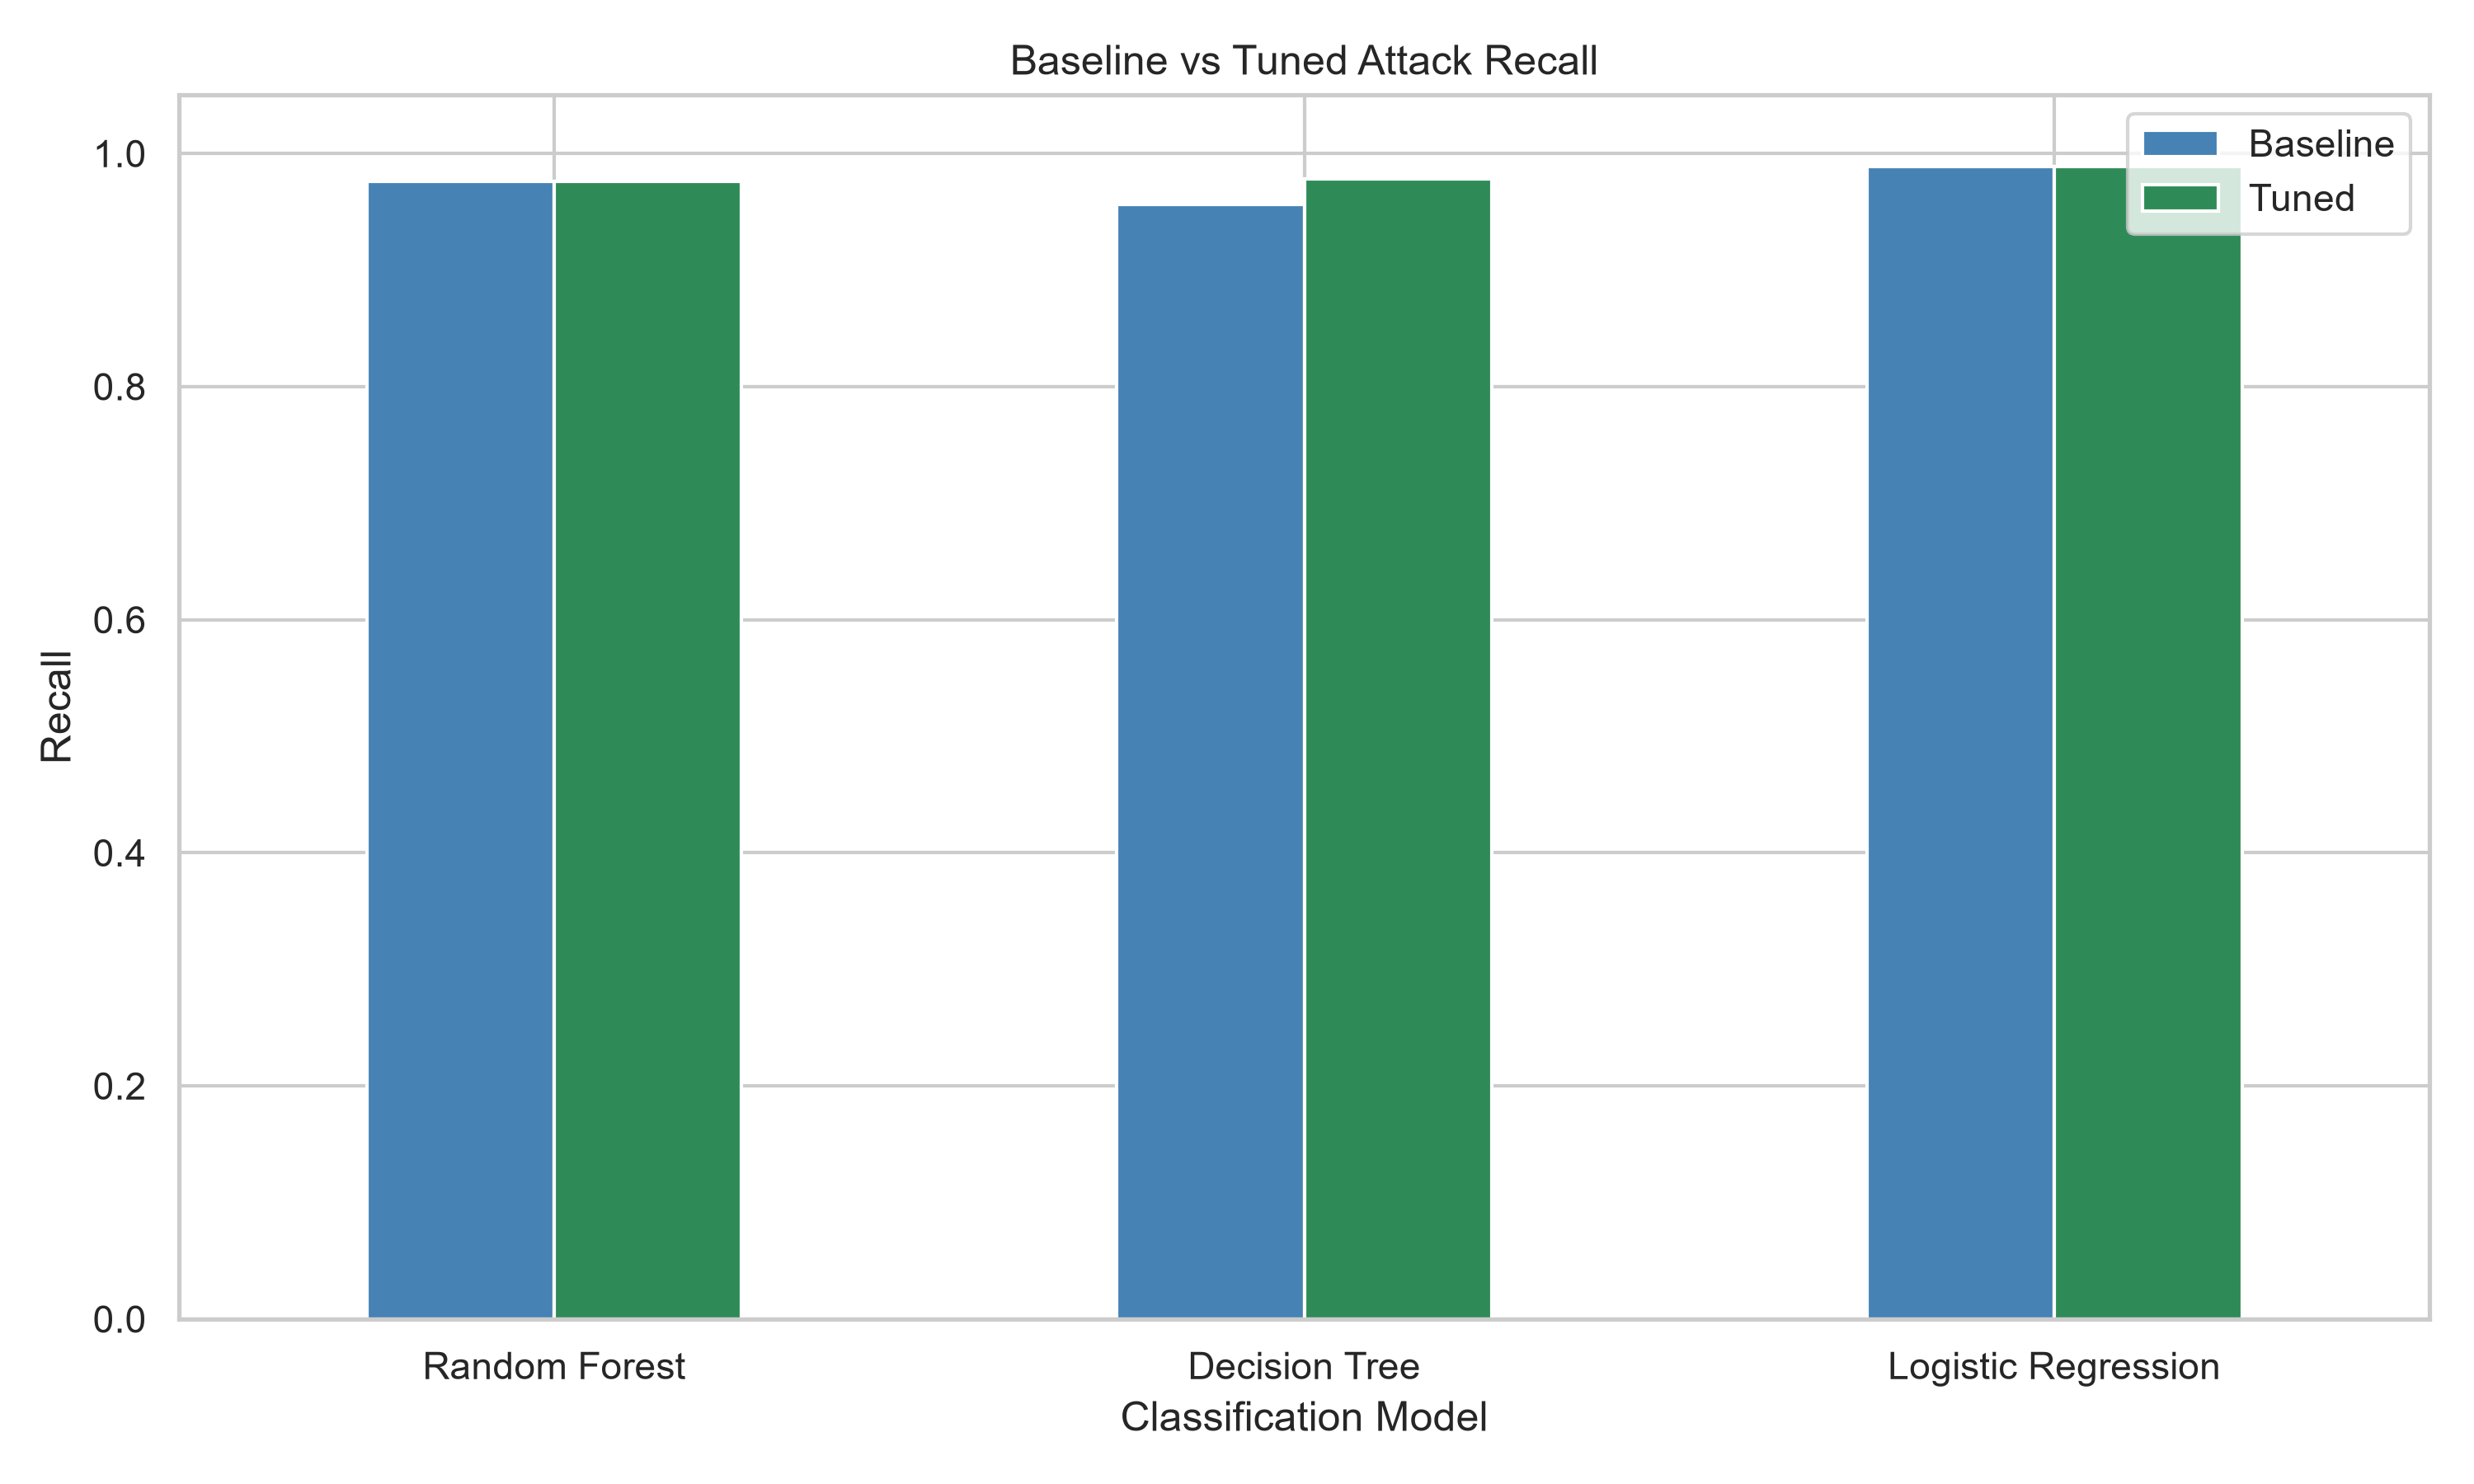 Baseline vs Tuned Attack Recall
Baseline
Tuned
1.0
0.8
0.6
0.4
0.2
0.0
Recall
Random Forest
Decision Tree
Logistic Regression
Classification Model